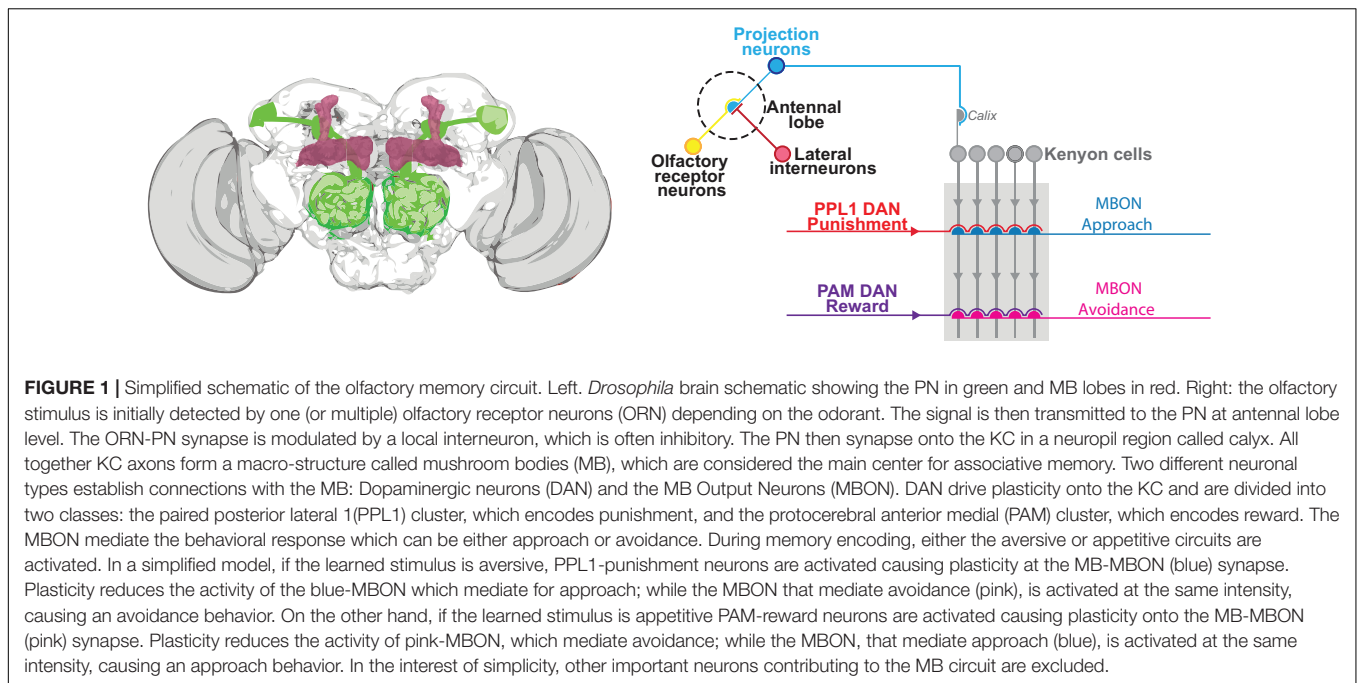 Projection
neurons
Antennal
lobe
Calix
Olfactory
receptor
neurons
Lateral
interneurons
Kenyon cells
PPL1 DAN
Punishment
MBON
Approach
PAM DAN
Reward
MBON
Avoidance
FIGURE 1 | Simplified schematic of the olfactory memory circuit. Left. Drosophila brain schematic showing the PN in green and MB lobes in red. Right: the olfactory
stimulus is initially detected by one (or multiple) olfactory receptor neurons (ORN) depending on the odorant. The signal is then transmitted to the PN at antennal lobe
level. The ORN-PN synapse is modulated by a local interneuron, which is often inhibitory. The PN then synapse onto the KC in a neuropil region called calyx. All
together KC axons form a macro-structure called mushroom bodies (MB), which are considered the main center for associative memory. Two different neuronal
types establish connections with the MB: Dopaminergic neurons (DAN) and the MB Output Neurons (MBON). DAN drive plasticity onto the KC and are divided into
two classes: the paired posterior lateral 1(PPL1) cluster, which encodes punishment, and the protocerebral anterior medial (PAM) cluster, which encodes reward. The
MBON mediate the behavioral response which can be either approach or avoidance. During memory encoding, either the aversive or appetitive circuits are
activated. In a simplified model, if the learned stimulus is aversive, PPL1-punishment neurons are activated causing plasticity at the MB-MBON (blue) synapse.
Plasticity reduces the activity of the blue-MBON which mediate for approach; while the MBON that mediate avoidance (pink), is activated at the same intensity,
causing an avoidance behavior. On the other hand, if the learned stimulus is appetitive PAM-reward neurons are activated causing plasticity onto the MB-MBON
(pink) synapse. Plasticity reduces the activity of pink-MBON, which mediate avoidance; while the MBON, that mediate approach (blue), is activated at the same
intensity, causing an approach behavior. In the interest of simplicity, other important neurons contributing to the MB circuit are excluded.